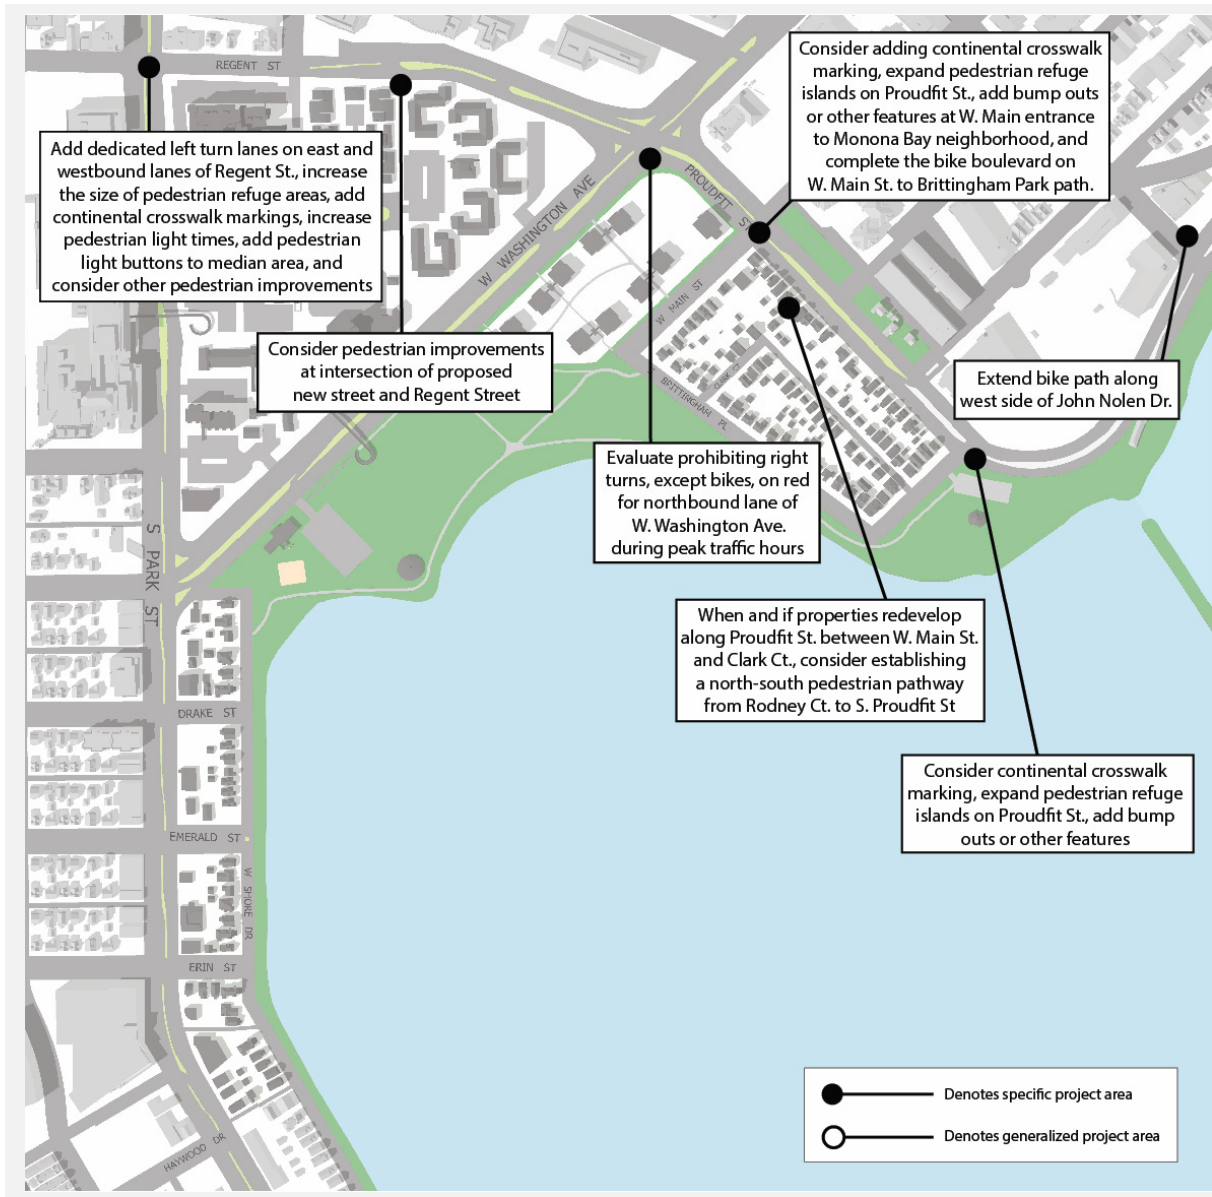 REGENT ST
Consider adding continental crosswalk
marking, expand pedestrian refuge
islands on Proudfit St., add bump outs
or other features at W. Main entrance
to Monona Bay neighborhood, and
complete the bike boulevard on
W. Main St. to Brittingham Park path.
Add dedicated left turn lanes on east and
westbound lanes of Regent St., increase
the size of pedestrian refuge areas, add
continental crosswalk markings, increase
pedestrian light times, add pedestrian
light buttons to median area, and
consider other pedestrian improvements
W WASHINGTON AVE
PROUDFIT ST
W MAIN ST
Consider pedestrian improvements
at intersection of proposed
new street and Regent Street
CLARK CT
BRITTINGHAM PL
Extend bike path along
west side of John Nolen Dr.
Evaluate prohibiting right
turns, except bikes, on red
for northbound lane of
W. Washington Ave.
during peak traffic hours
S PARK ST
When and if properties redevelop
along Proudfit St. between W. Main St.
and Clark Ct., consider establishing
a north-south pedestrian pathway
from Rodney Ct. to S. Proudfit St
DRAKE ST
Consider continental crosswalk
marking, expand pedestrian refuge
islands on Proudfit St., add bump
outs or other features
EMERALD ST
W SHORE DR
ERIN ST
HAYWOOD DR
Denotes specific project area
Denotes generalized project area